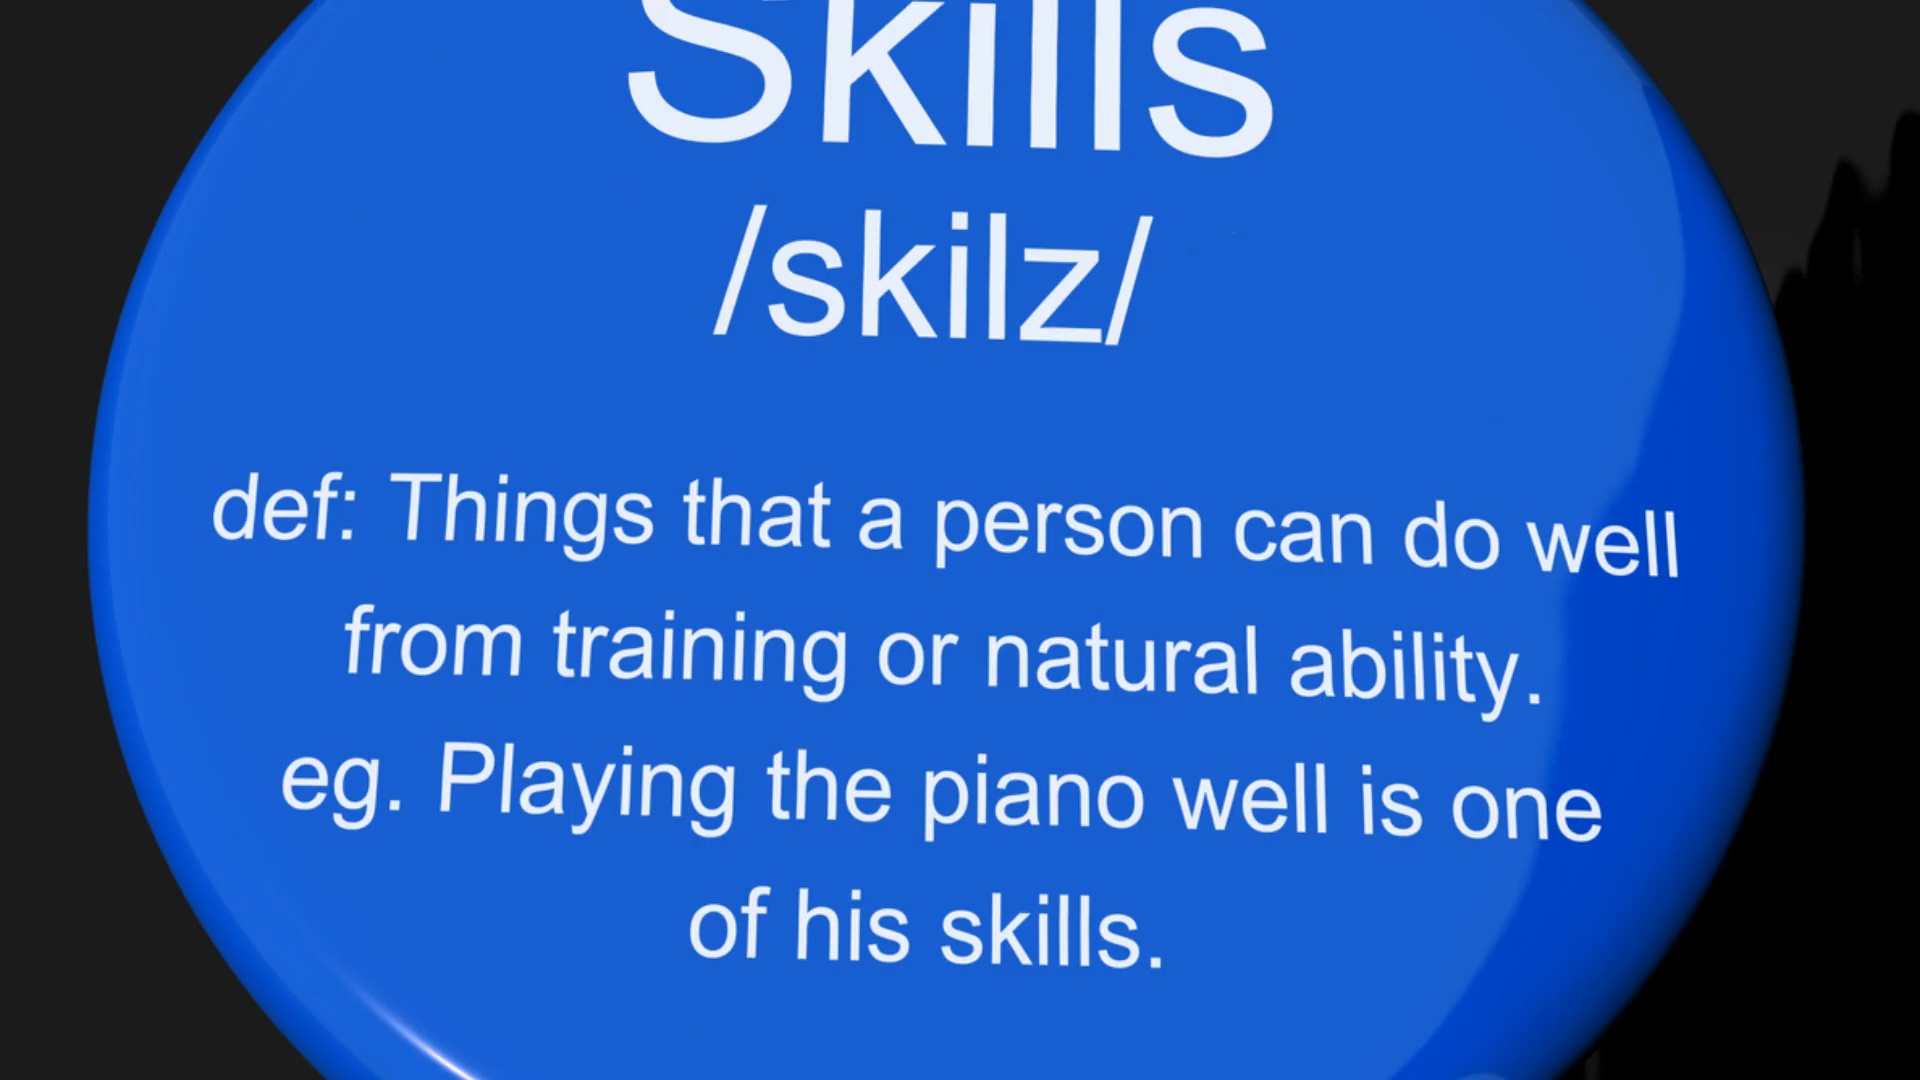 Skills
/skilz/
def: Things that a person can do well
from training or natural ability.
eg. Playing the piano well is one
of his skills.